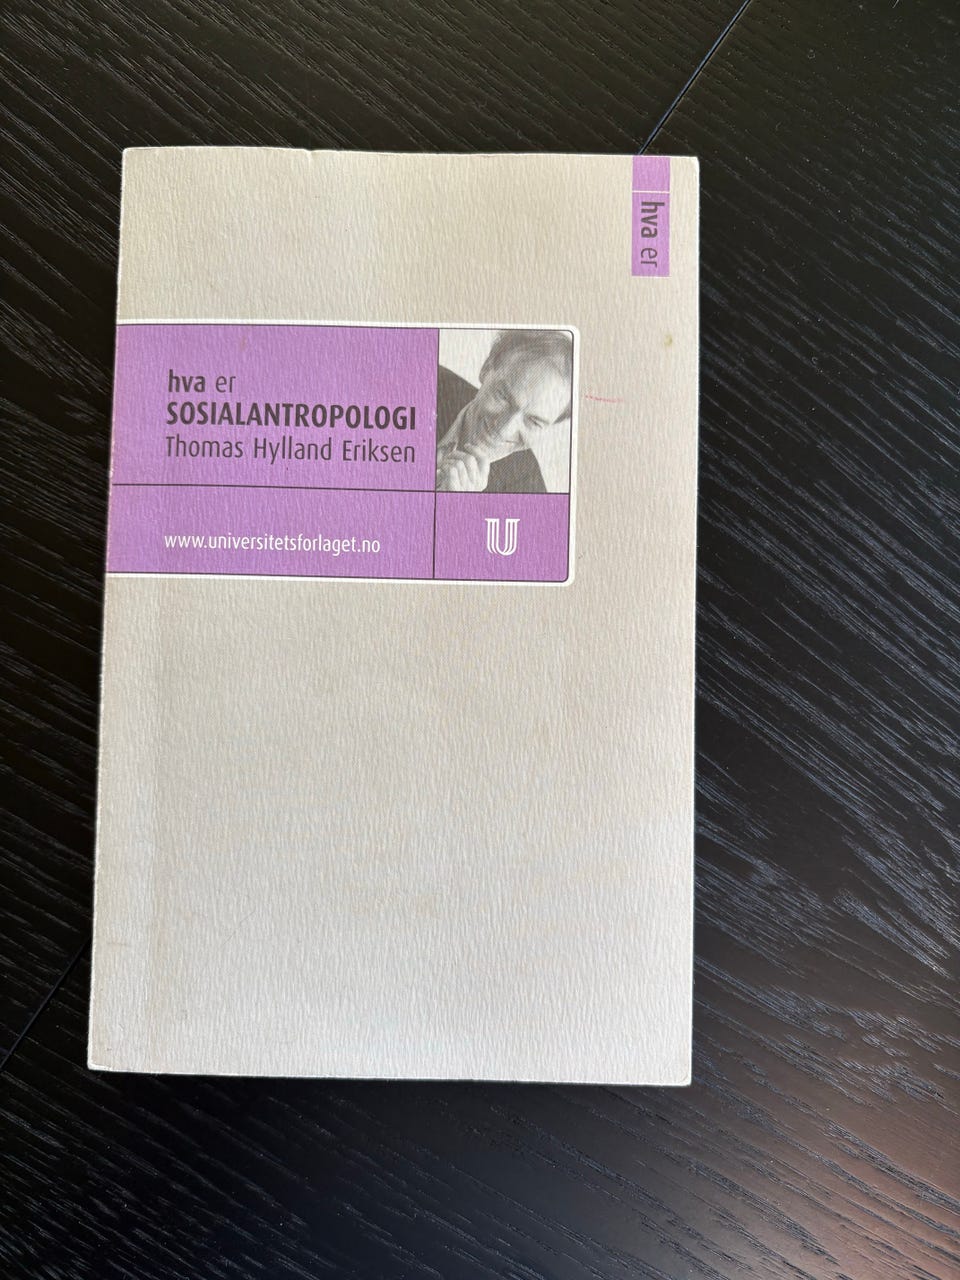 hva er
hva er
SOSIALANTROPOLOGI
Thomas Hylland Eriksen
www.universitetsforlaget.no
U